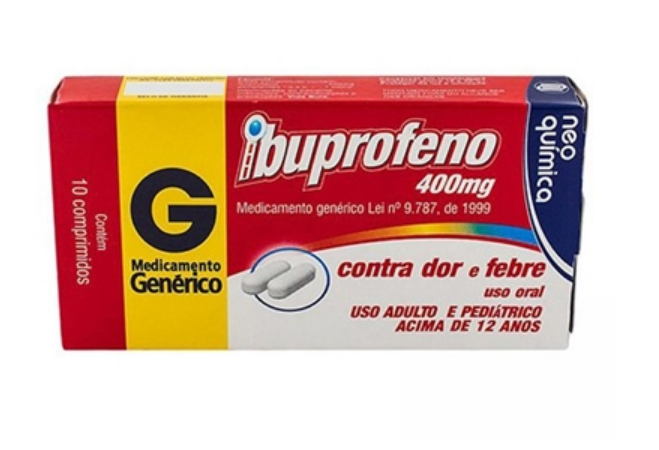 ibuprofeno
400mg
Medicamento genérico Lei nº 9.787, de 1999
neo
química
G
Medicamento
Genérico
Contém
10 comprimidos
contra dor e febre
uso oral
USO ADULTO E PEDIÁTRICO
ACIMA DE 12 ANOS